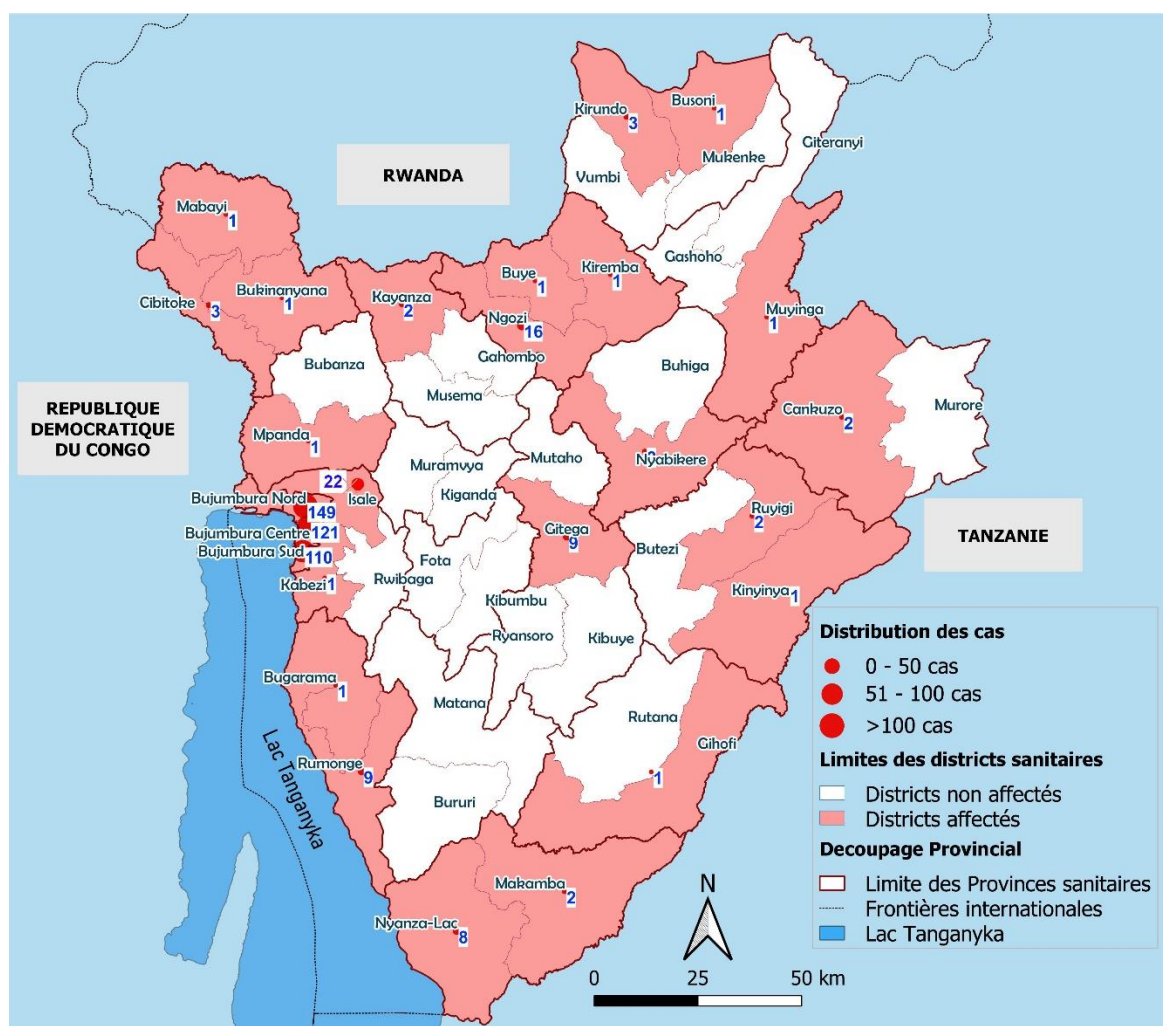 Kirundo
3
Busoni
1
Giteranyi
Mukenke
RWANDA
Vumbi
Mabayi
1
Gashoho
Buye
1
Kiremba
1
Bukinanyana
1
Kayanza
2
Cibitoke
3
Ngozi
16
Muyinga
1
Gahombo
Bubanza
Buhiga
Musema
REPUBLIQUE
DEMOCRATIQUE
DU CONGO
Cankuzo
2
Murore
Mpanda
1
Muramvya
Mutaho
Nyabikere
22
Isale
Kiganda
Bujumbura Nord
149
Ruyigi
2
Bujumbura Centre
121
Gitega
9
TANZANIE
Bujumbura Sud
110
Butezi
Fota
Kabezi
1
Rwibaga
Kinyinya
1
Kibumbu
Ryansoro
Kibuye
Bugarama
1
Matana
Rutana
Gihofi
1
Rumonge
9
Lac Tanganyka
Bururi
Makamba
2
Nyanza-Lac
8
N
0 25 50 km
Distribution des cas
0 - 50 cas
51 - 100 cas
>100 cas
Limites des districts sanitaires
Districts non affectés
Districts affectés
Decoupage Provincial
Limite des Provinces sanitaires
Frontières internationales
Lac Tanganyka